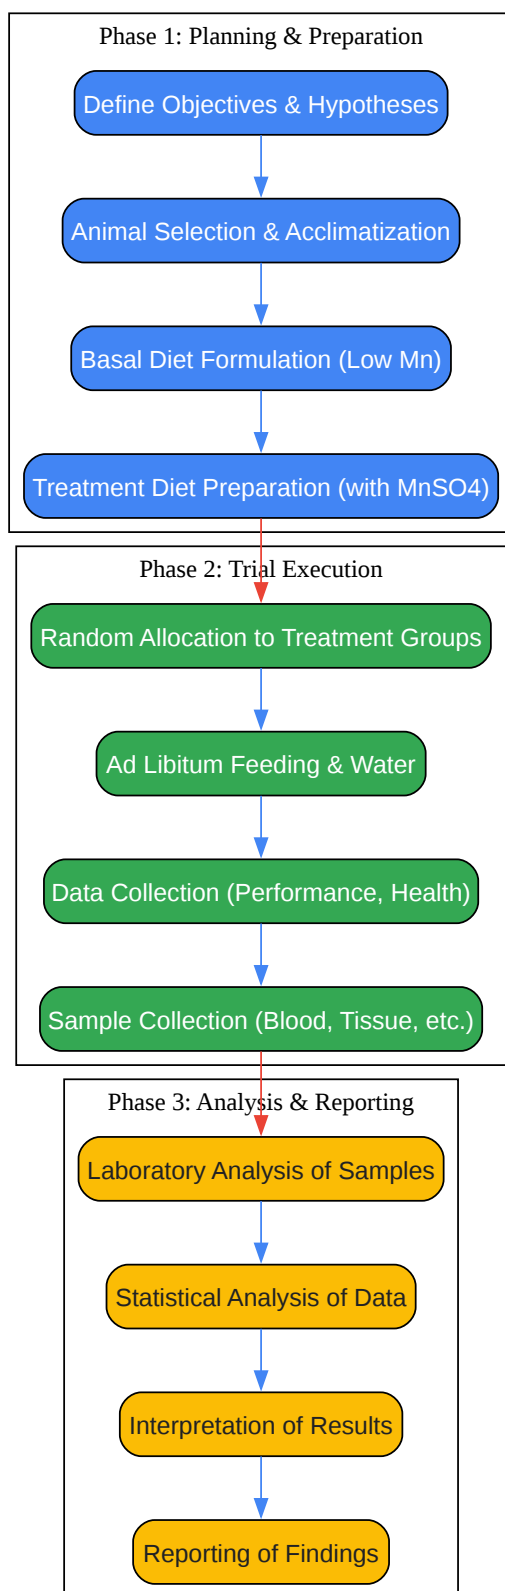 Phase 1: Planning & Preparation
Define Objectives & Hypotheses
Animal Selection & Acclimatization
Basal Diet Formulation (Low Mn)
Treatment Diet Preparation (with MnSO4)
Phase 2: Trial Execution
Random Allocation to Treatment Groups
Ad Libitum Feeding & Water
Data Collection (Performance, Health)
Sample Collection (Blood, Tissue, etc.)
Phase 3: Analysis & Reporting
Laboratory Analysis of Samples
Statistical Analysis of Data
Interpretation of Results
Reporting of Findings